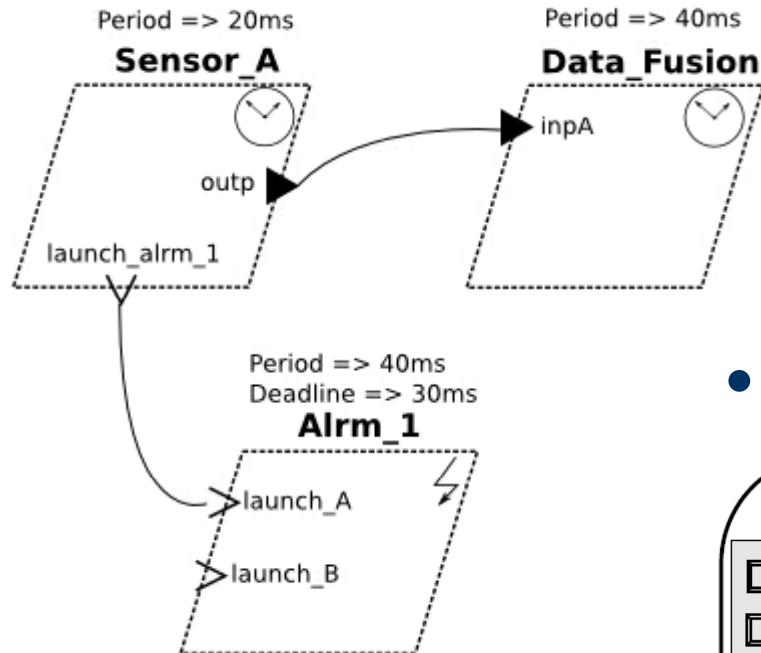 Period => 20ms
Sensor_A
outp
launch_alrm_1
Period => 40ms
Data_Fusion
inpA
Period => 40ms
Deadline => 30ms
Alrm_1
launch_A
launch_B